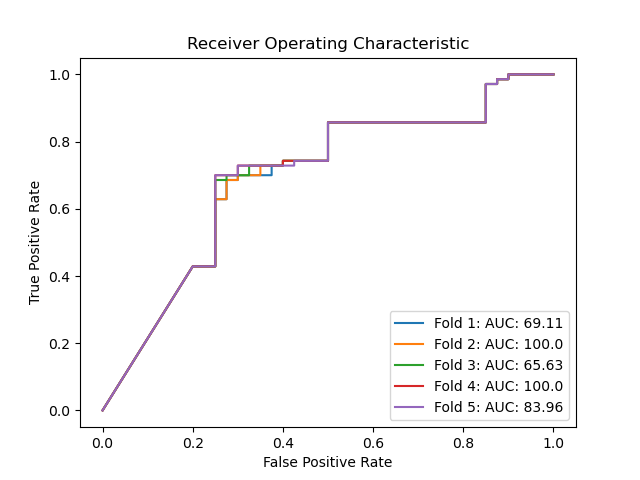 Receiver Operating Characteristic
1.0
0.8
0.6
0.4
0.2
0.0
True Positive Rate
Fold 1: AUC: 69.11
Fold 2: AUC: 100.0
Fold 3: AUC: 65.63
Fold 4: AUC: 100.0
Fold 5: AUC: 83.96
0.0 0.2 0.4 0.6 0.8 1.0
False Positive Rate